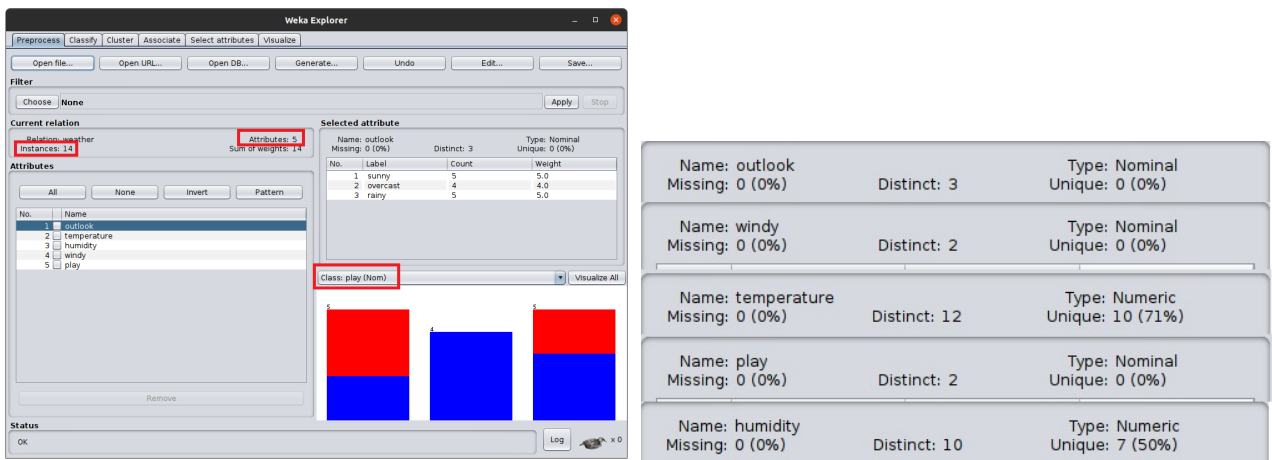 Weka Explorer
Preprocess Classify Cluster Associate Select attributes Visualize
Open file... Open URL... Open DB... Generate... Undo Edit... Save...
Filter
Choose None Apply Stop
Current relation
Relation: weather Attributes: 5
Instances: 14 Sum of weights: 14
Attributes
All None Invert Pattern
No. Name
1 outlook
2 temperature
3 humidity
4 windy
5 play
Remove
Selected attribute
Name: outlook Type: Nominal
Missing: 0 (0%) Distinct: 3 Unique: 0 (0%)
No. Label Count Weight
1 sunny 5 5.0
2 overcast 4 4.0
3 rainy 5 5.0
Class: play (Nom) Visualize All
5 4 5
Status
OK Log x 0
Name: outlook Type: Nominal
Missing: 0 (0%) Distinct: 3 Unique: 0 (0%)
Name: windy Type: Nominal
Missing: 0 (0%) Distinct: 2 Unique: 0 (0%)
Name: temperature Type: Numeric
Missing: 0 (0%) Distinct: 12 Unique: 10 (71%)
Name: play Type: Nominal
Missing: 0 (0%) Distinct: 2 Unique: 0 (0%)
Name: humidity Type: Numeric
Missing: 0 (0%) Distinct: 10 Unique: 7 (50%)